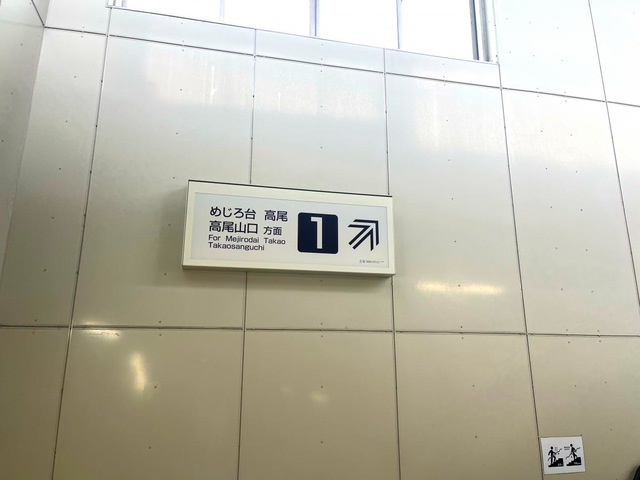 めじろ台 高尾
高尾山口 方面
For Mejirodai Takao
Takaosanguchi
1